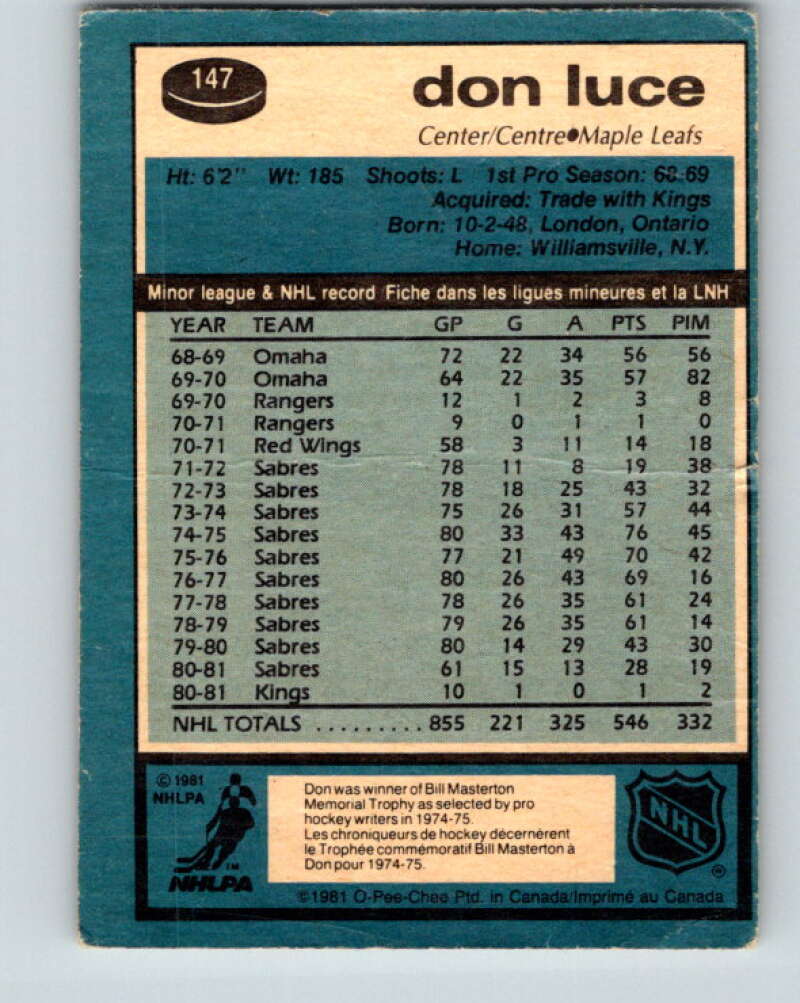 147
don luce
Center/Centre●Maple Leafs
Ht: 6'2" Wt: 185 Shoots: L 1st Pro Season: 68-69
Acquired: Trade with Kings
Born: 10-2-48, London, Ontario
Home: Williamsville, N.Y.
Minor league & NHL record Fiche dans les ligues mineures et la LNH
YEAR TEAM GP G A PTS PIM
68-69 Omaha 72 22 34 56 56
69-70 Omaha 64 22 35 57 82
69-70 Rangers 12 1 2 3 8
70-71 Rangers 9 0 1 1 0
70-71 Red Wings 58 3 11 14 18
71-72 Sabres 78 11 8 19 38
72-73 Sabres 78 18 25 43 32
73-74 Sabres 75 26 31 57 44
74-75 Sabres 80 33 43 76 45
75-76 Sabres 77 21 49 70 42
76-77 Sabres 80 26 43 69 16
77-78 Sabres 78 26 35 61 24
78-79 Sabres 79 26 35 61 14
79-80 Sabres 80 14 29 43 30
80-81 Sabres 61 15 13 28 19
80-81 Kings 10 1 0 1 2
NHL TOTALS ......... 855 221 325 546 332
© 1981
NHLPA
TM
NHLPA
Don was winner of Bill Masterton
Memorial Trophy as selected by pro
hockey writers in 1974-75.
Les chroniqueurs de hockey décernèrent
le Trophée commémoratif Bill Masterton à
Don pour 1974-75.
NHL
®
©1981 O-Pee-Chee Ptd. in Canada/Imprimé au Canada